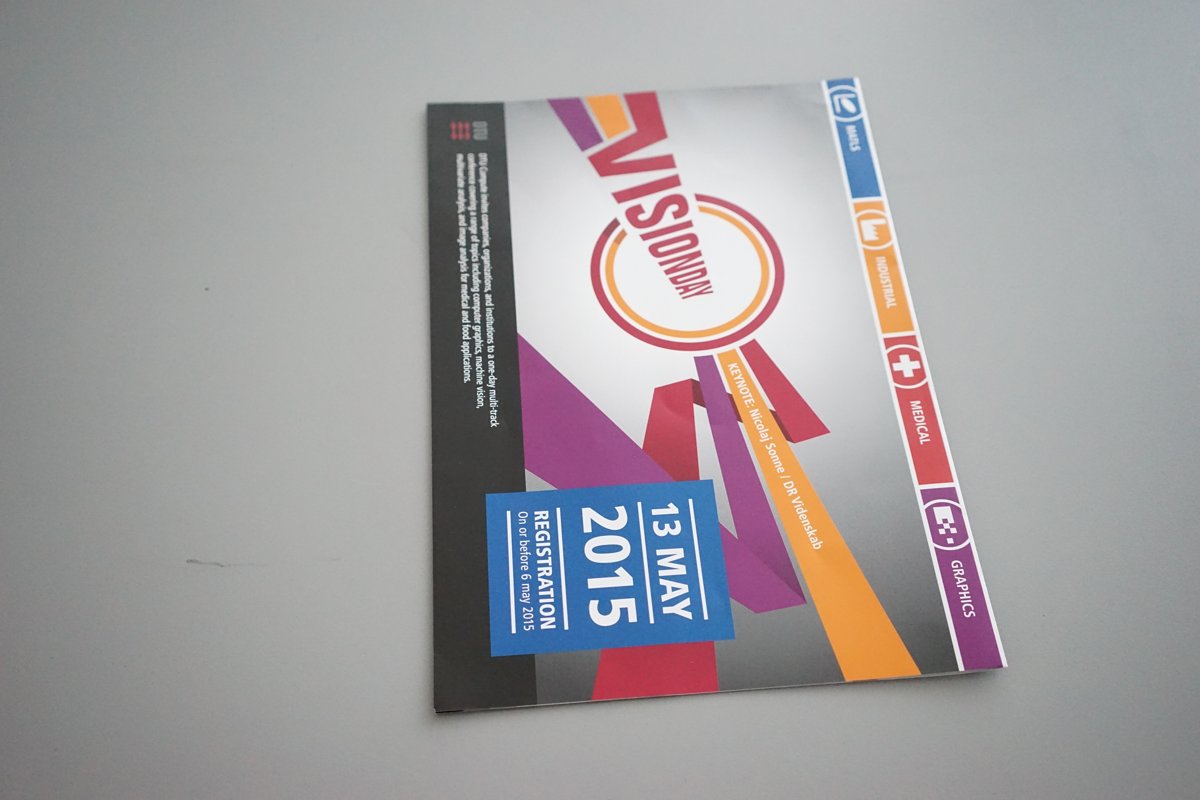 MAFLS
INDUSTRIAL
MEDICAL
GRAPHICS
VISIONDAY
KEYNOTE: Nicolaj Sonne / DR Videnskab
13 MAY
2015
REGISTRATION
On or before 6 may 2015
DTU
DTU Compute invites companies, organizations, and institutions to a one-day multi-track
conference covering a range of topics including computer graphics, machine vision,
multivariate analysis, and image analysis for medical and food applications.